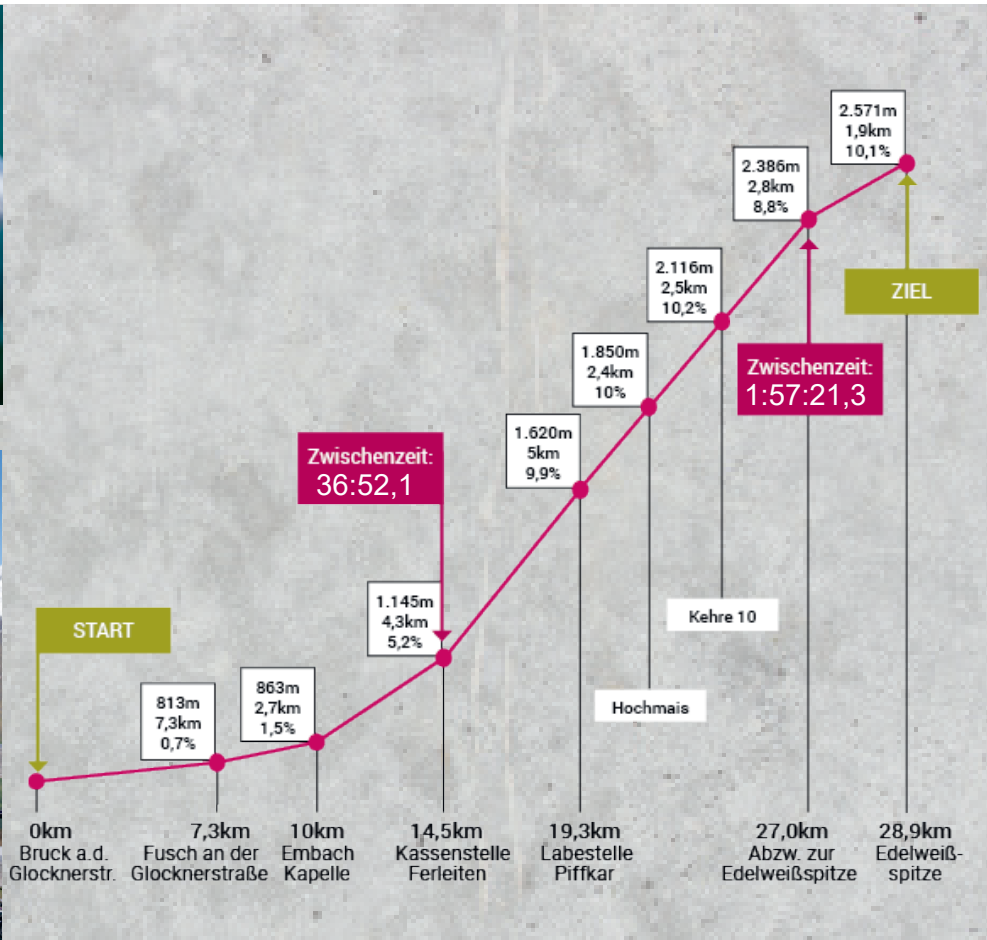 2.571m
1,9km
10,1%
2.386m
2,8km
8,8%
ZIEL
2.116m
2,5km
10,2%
1.850m
2,4km
10%
Zwischenzeit:
1:57:21,3
1.620m
5km
9,9%
Zwischenzeit:
36:52,1
1.145m
4,3km
5,2%
START
Kehre 10
863m
2,7km
1,5%
813m
7,3km
0,7%
Hochmais
0km
Bruck a.d.
Glocknerstr.
7,3km
Fusch an der
Glocknerstraße
10km
Embach
Kapelle
14,5km
Kassenstelle
Ferleiten
19,3km
Labestelle
Piffkar
27,0km
Abzw. zur
Edelweißspitze
28,9km
Edelweiß-
spitze